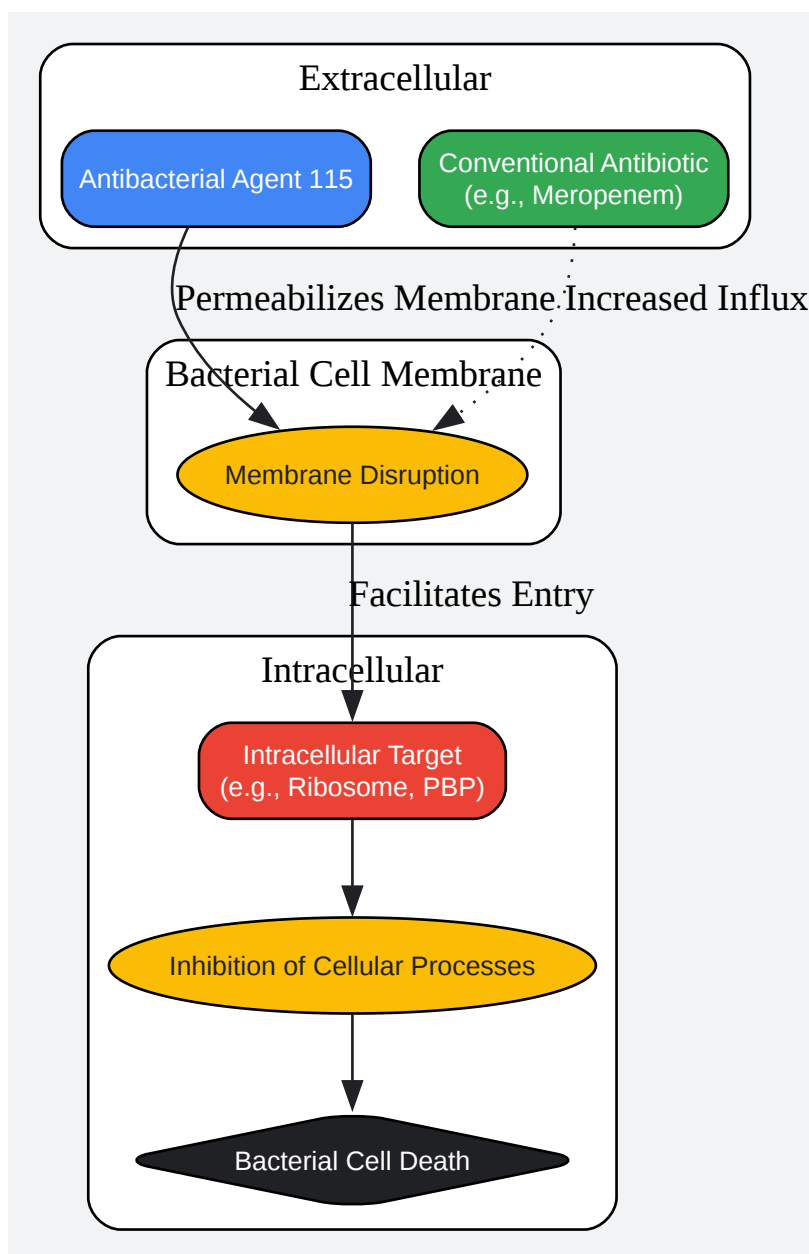 Extracellular
Antibacterial Agent 115
Conventional Antibiotic
(e.g., Meropenem)
Permeabilizes Membrane
Increased Influx
Bacterial Cell Membrane
Membrane Disruption
Facilitates Entry
Intracellular
Intracellular Target
(e.g., Ribosome, PBP)
Inhibition of Cellular Processes
Bacterial Cell Death